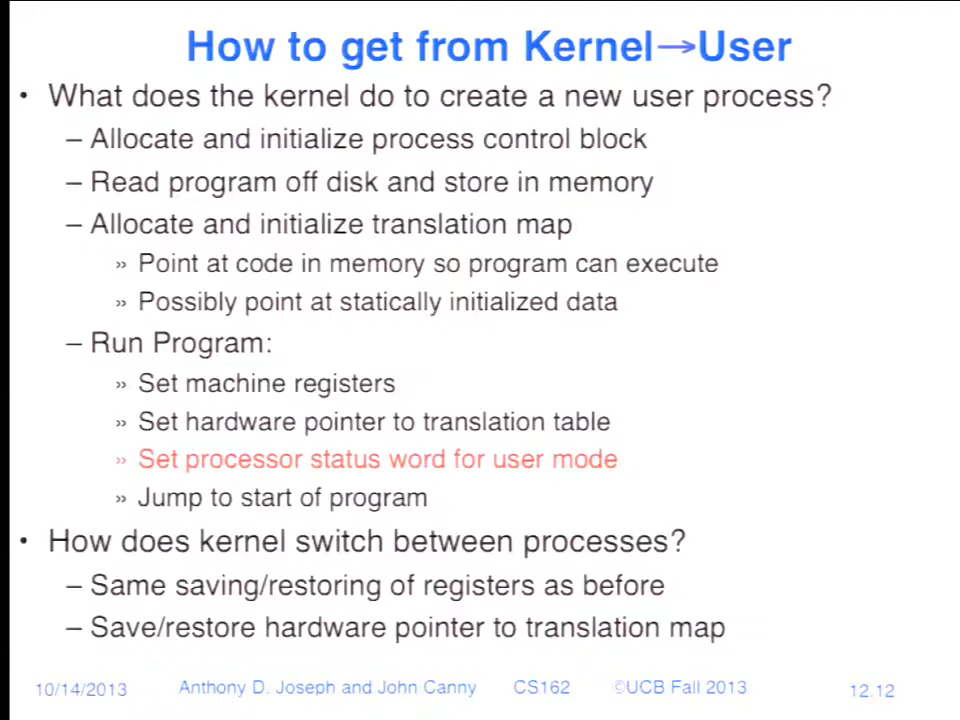 How to get from Kernel→User
• What does the kernel do to create a new user process?
– Allocate and initialize process control block
– Read program off disk and store in memory
– Allocate and initialize translation map
» Point at code in memory so program can execute
» Possibly point at statically initialized data
– Run Program:
» Set machine registers
» Set hardware pointer to translation table
» Set processor status word for user mode
» Jump to start of program
• How does kernel switch between processes?
– Same saving/restoring of registers as before
– Save/restore hardware pointer to translation map
10/14/2013 Anthony D. Joseph and John Canny CS162 ©UCB Fall 2013 12.12